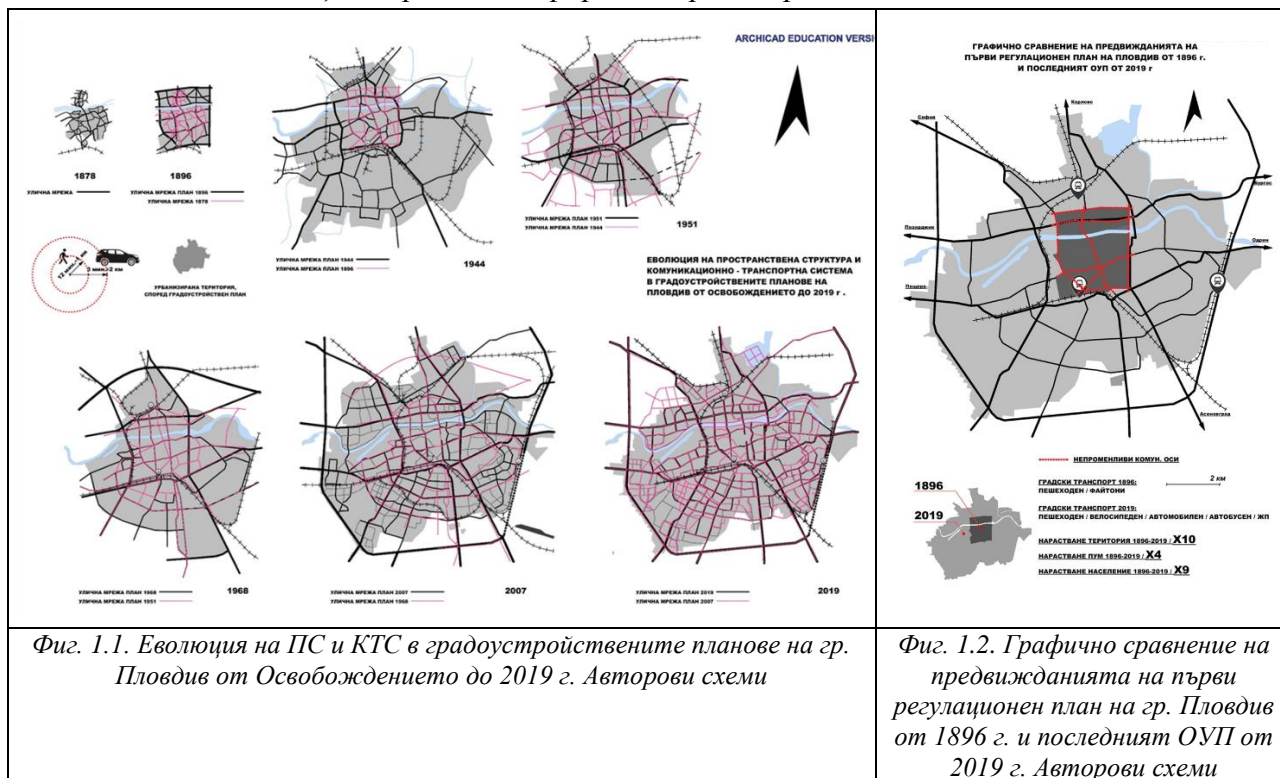 ARCHICAD EDUCATION VERSI
1878
УЛИЧНА МРЕЖА
1896
УЛИЧНА МРЕЖА ПЛАН 1896
УЛИЧНА МРЕЖА 1878
УЛИЧНА МРЕЖА ПЛАН 1944
УЛИЧНА МРЕЖА ПЛАН 1896
1944
УЛИЧНА МРЕЖА ПЛАН 1951
УЛИЧНА МРЕЖА ПЛАН 1944
1951
УРБАНИЗИРАНА ТЕРИТОРИЯ,
СПОРЕД ГРАДОУСТРОЙСТВЕН ПЛАН
ЕВОЛЮЦИЯ НА ПРОСТРАНСТВЕНА СТРУКТУРА И
КОМУНИКАЦИОННО - ТРАНСПОРТНА СИСТЕМА
В ГРАДОУСТРОЙСТВЕНИТЕ ПЛАНОВЕ НА
ПЛОВДИВ ОТ ОСВОБОЖДЕНИЕТО ДО 2019 г .
УЛИЧНА МРЕЖА ПЛАН 1968
УЛИЧНА МРЕЖА ПЛАН 1951
1968
УЛИЧНА МРЕЖА ПЛАН 2007
УЛИЧНА МРЕЖА ПЛАН 1968
2007
УЛИЧНА МРЕЖА ПЛАН 2019
УЛИЧНА МРЕЖА ПЛАН 2007
2019
ГРАФИЧНО СРАВНЕНИЕ НА ПРЕДВИЖДАНИЯТА НА
ПЪРВИ РЕГУЛАЦИОНЕН ПЛАН НА ПЛОВДИВ ОТ 1896 г.
И ПОСЛЕДНИЯТ ОУП ОТ 2019 г
Карлово
София
Бургас
Пазарджик
Одрин
Пещера
Асеновград
НЕПРОМЕНЛИВИ КОМУН. ОСИ
1896
2019
ГРАДСКИ ТРАНСПОРТ 1896:
ПЕШЕХОДЕН / ФАЙТОНИ
2 км
ГРАДСКИ ТРАНСПОРТ 2019:
ПЕШЕХОДЕН / ВЕЛОСИПЕДЕН / АВТОМОБИЛЕН / АВТОБУСЕН / ЖП
НАРАСТВАНЕ ТЕРИТОРИЯ 1896-2019 / X10
НАРАСТВАНЕ ПУМ 1896-2019 / X4
НАРАСТВАНЕ НАСЕЛЕНИЕ 1896-2019 / X9
Фиг. 1.1. Еволюция на ПС и КТС в градоустройствените планове на гр.
Пловдив от Освобождението до 2019 г. Авторови схеми
Фиг. 1.2. Графично сравнение на
предвижданията на първи
регулационен план на гр. Пловдив
от 1896 г. и последният ОУП от
2019 г. Авторови схеми